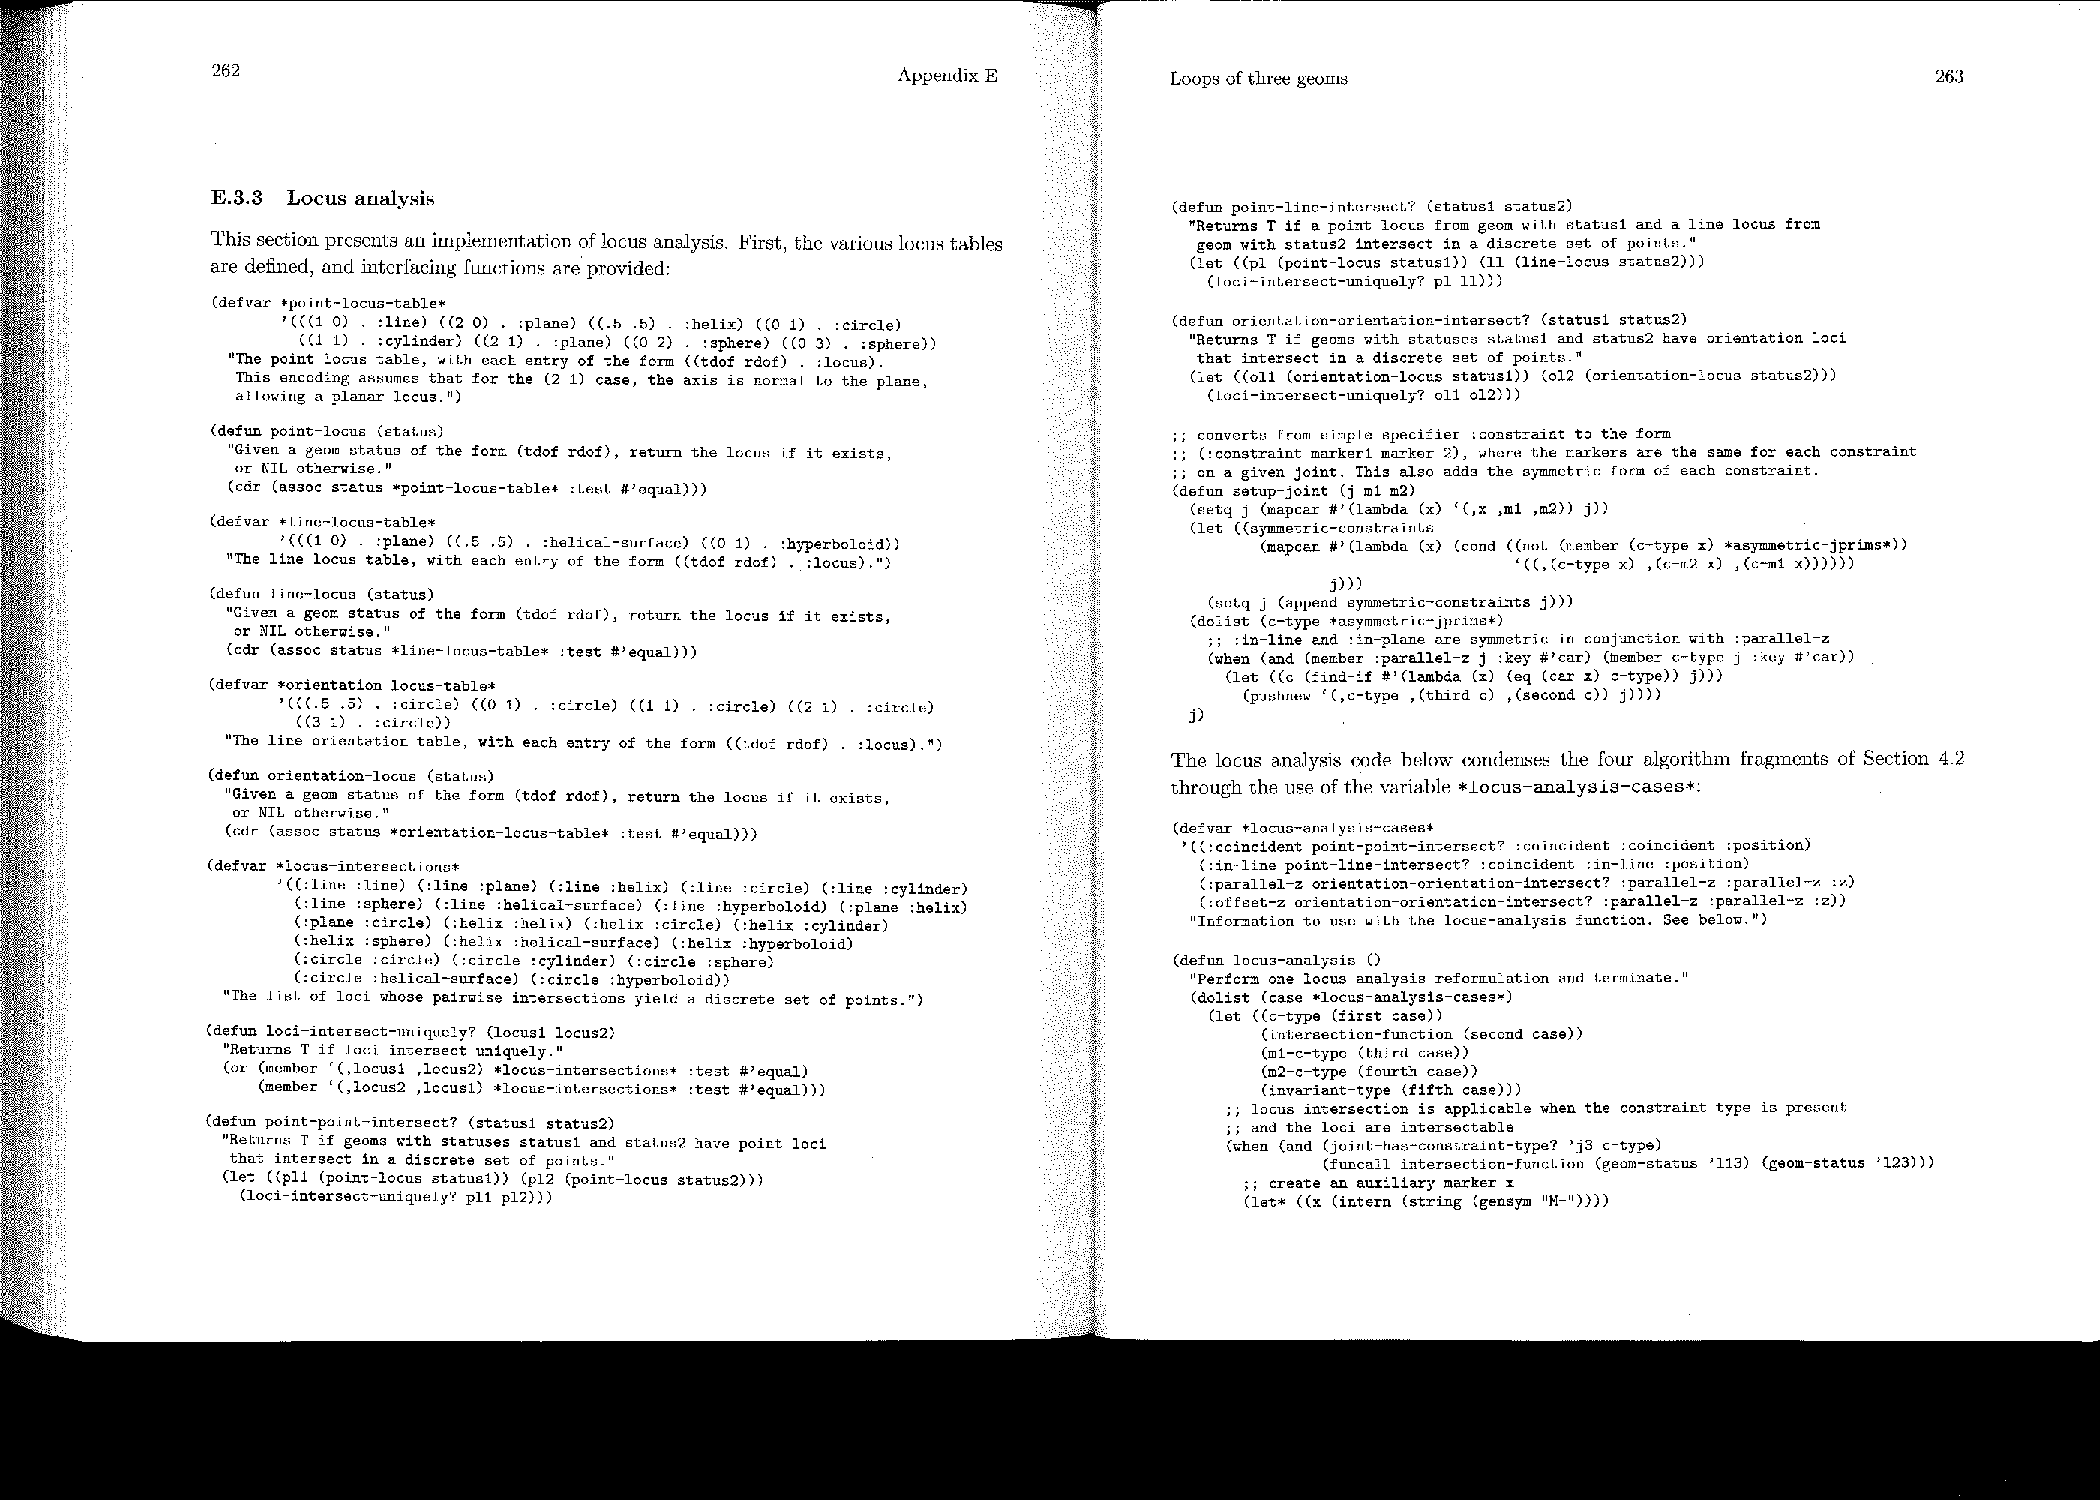 262
Appendix E
E.3.3 Locus analysis
This section presents an implementation of locus analysis. First, the various locus tables
are defined, and interfacing functions are provided:
(defvar *point-locus-table*
'(((1 0) . :line) ((2 0) . :plane) ((.5 .5) . :helix) ((0 1) . :circle)
((1 1) . :cylinder) ((2 1) . :plane) ((0 2) . :sphere) ((0 3) . :sphere))
"The point locus table, with each entry of the form ((tdof rdof) . :locus).
This encoding assumes that for the (2 1) case, the axis is normal to the plane,
allowing a planar locus.")
(defun point-locus (status)
"Given a geom status of the form (tdof rdof), return the locus if it exists,
or NIL otherwise."
(cdr (assoc status *point-locus-table* :test #'equal)))
(defvar *line-locus-table*
'(((1 0) . :plane) ((.5 .5) . :helical-surface) ((0 1) . :hyperboloid))
"The line locus table, with each entry of the form ((tdof rdof) . :locus).")
(defun line-locus (status)
"Given a geom status of the form (tdof rdof), return the locus if it exists,
or NIL otherwise."
(cdr (assoc status *line-locus-table* :test #'equal)))
(defvar *orientation locus-table*
'(((.5 .5) . :circle) ((0 1) . :circle) ((1 1) . :circle) ((2 1) . :circle)
((3 1) . :circle))
"The line orientation table, with each entry of the form ((tdof rdof) . :locus).")
(defun orientation-locus (status)
"Given a geom status of the form (tdof rdof), return the locus if it exists,
or NIL otherwise."
(cdr (assoc status *orientation-locus-table* :test #'equal)))
(defvar *locus-intersections*
'((:line :line) (:line :plane) (:line :helix) (:line :circle) (:line :cylinder)
(:line :sphere) (:line :helical-surface) (:line :hyperboloid) (:plane :helix)
(:plane :circle) (:helix :helix) (:helix :circle) (:helix :cylinder)
(:helix :sphere) (:helix :helical-surface) (:helix :hyperboloid)
(:circle :circle) (:circle :cylinder) (:circle :sphere)
(:circle :helical-surface) (:circle :hyperboloid))
"The list of loci whose pairwise intersections yield a discrete set of points.")
(defun loci-intersect-uniquely? (locus1 locus2)
"Returns T if loci intersect uniquely."
(or (member `(,locus1 ,locus2) *locus-intersections* :test #'equal)
(member `(,locus2 ,locus1) *locus-intersections* :test #'equal)))
(defun point-point-intersect? (status1 status2)
"Returns T if geoms with statuses status1 and status2 have point loci
that intersect in a discrete set of points."
(let ((pl1 (point-locus status1)) (pl2 (point-locus status2)))
(loci-intersect-uniquely? pl1 pl2)))
Loops of three geoms
263
(defun point-line-intersect? (status1 status2)
"Returns T if a point locus from geom with status1 and a line locus from
geom with status2 intersect in a discrete set of points."
(let ((pl (point-locus status1)) (ll (line-locus status2)))
(loci-intersect-uniquely? pl ll)))
(defun orientation-orientation-intersect? (status1 status2)
"Returns T if geoms with statuses status1 and status2 have orientation loci
that intersect in a discrete set of points."
(let ((ol1 (orientation-locus status1)) (ol2 (orientation-locus status2)))
(loci-intersect-uniquely? ol1 ol2)))
;; converts from simple specifier :constraint to the form
;; (:constraint marker1 marker 2), where the markers are the same for each constraint
;; on a given joint. This also adds the symmetric form of each constraint.
(defun setup-joint (j m1 m2)
(setq j (mapcar #'(lambda (x) `(,x ,m1 ,m2)) j))
(let ((symmetric-constraints
(mapcar #'(lambda (x) (cond ((not (member (c-type x) *asymmetric-jprims*))
`((,(c-type x) ,(c-m2 x) ,(c-m1 x))))))
j)))
(setq j (append symmetric-constraints j)))
(dolist (c-type *asymmetric-jprims*)
;; :in-line and :in-plane are symmetric in conjunction with :parallel-z
(when (and (member :parallel-z j :key #'car) (member c-type j :key #'car))
(let ((c (find-if #'(lambda (x) (eq (car x) c-type)) j)))
(pushnew `(,c-type ,(third c) ,(second c)) j))))
j)
The locus analysis code below condenses the four algorithm fragments of Section 4.2
through the use of the variable *locus-analysis-cases*:
(defvar *locus-analysis-cases*
'((:coincident point-point-intersect? :coincident :coincident :position)
(:in-line point-line-intersect? :coincident :in-line :position)
(:parallel-z orientation-orientation-intersect? :parallel-z :parallel-z :z)
(:offset-z orientation-orientation-intersect? :parallel-z :parallel-z :z))
"Information to use with the locus-analysis function. See below.")
(defun locus-analysis ()
"Perform one locus analysis reformulation and terminate."
(dolist (case *locus-analysis-cases*)
(let ((c-type (first case))
(intersection-function (second case))
(m1-c-type (third case))
(m2-c-type (fourth case))
(invariant-type (fifth case)))
;; locus intersection is applicable when the constraint type is present
;; and the loci are intersectable
(when (and (joint-has-constraint-type? 'j3 c-type)
(funcall intersection-function (geom-status 'l13) (geom-status 'l23)))
;; create an auxiliary marker x
(let* ((x (intern (string (gensym "M-"))))